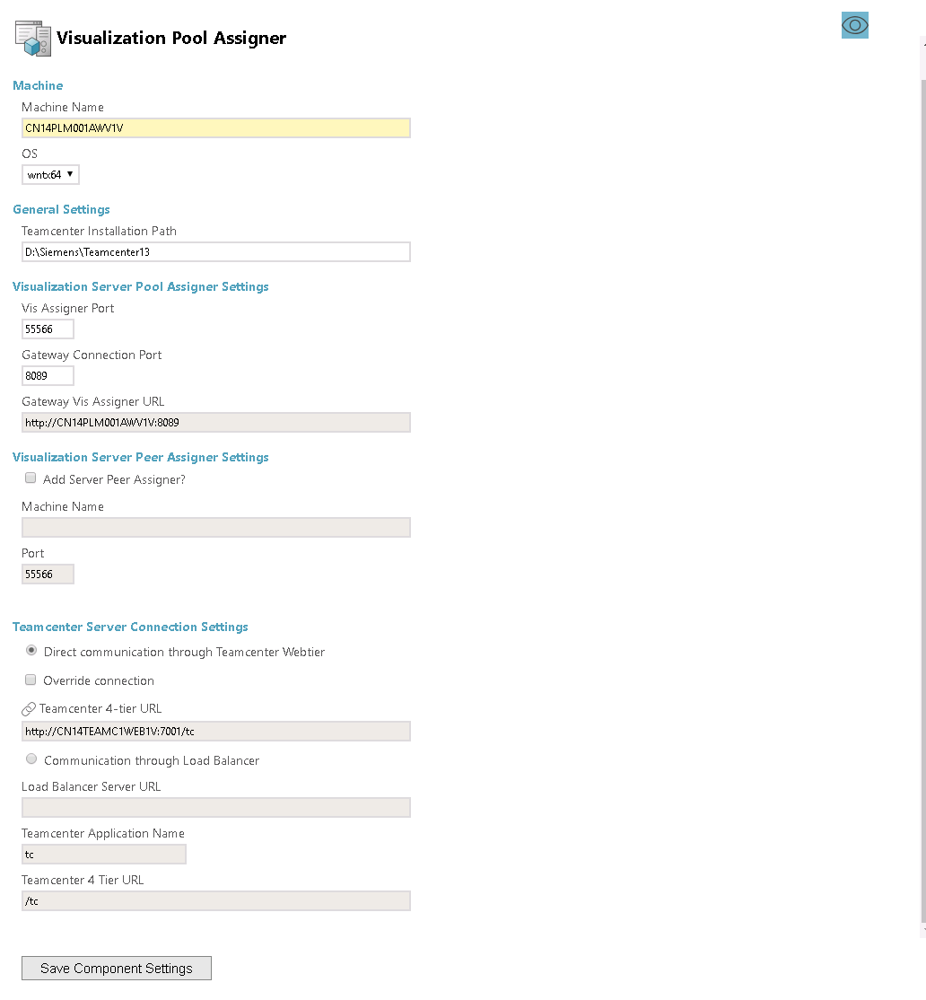 Visualization Pool Assigner
Machine
Machine Name
CN14PLM001AWV1V
OS
wntx64
General Settings
Teamcenter Installation Path
D:\Siemens\Teamcenter13
Visualization Server Pool Assigner Settings
Vis Assigner Port
55566
Gateway Connection Port
8089
Gateway Vis Assigner URL
http://CN14PLM001AWV1V:8089
Visualization Server Peer Assigner Settings
Add Server Peer Assigner?
Machine Name
Port
55566
Teamcenter Server Connection Settings
Direct communication through Teamcenter Webtier
Override connection
Teamcenter 4-tier URL
http://CN14TEAMC1WEB1V:7001/tc
Communication through Load Balancer
Load Balancer Server URL
Teamcenter Application Name
tc
Teamcenter 4 Tier URL
/tc
Save Component Settings